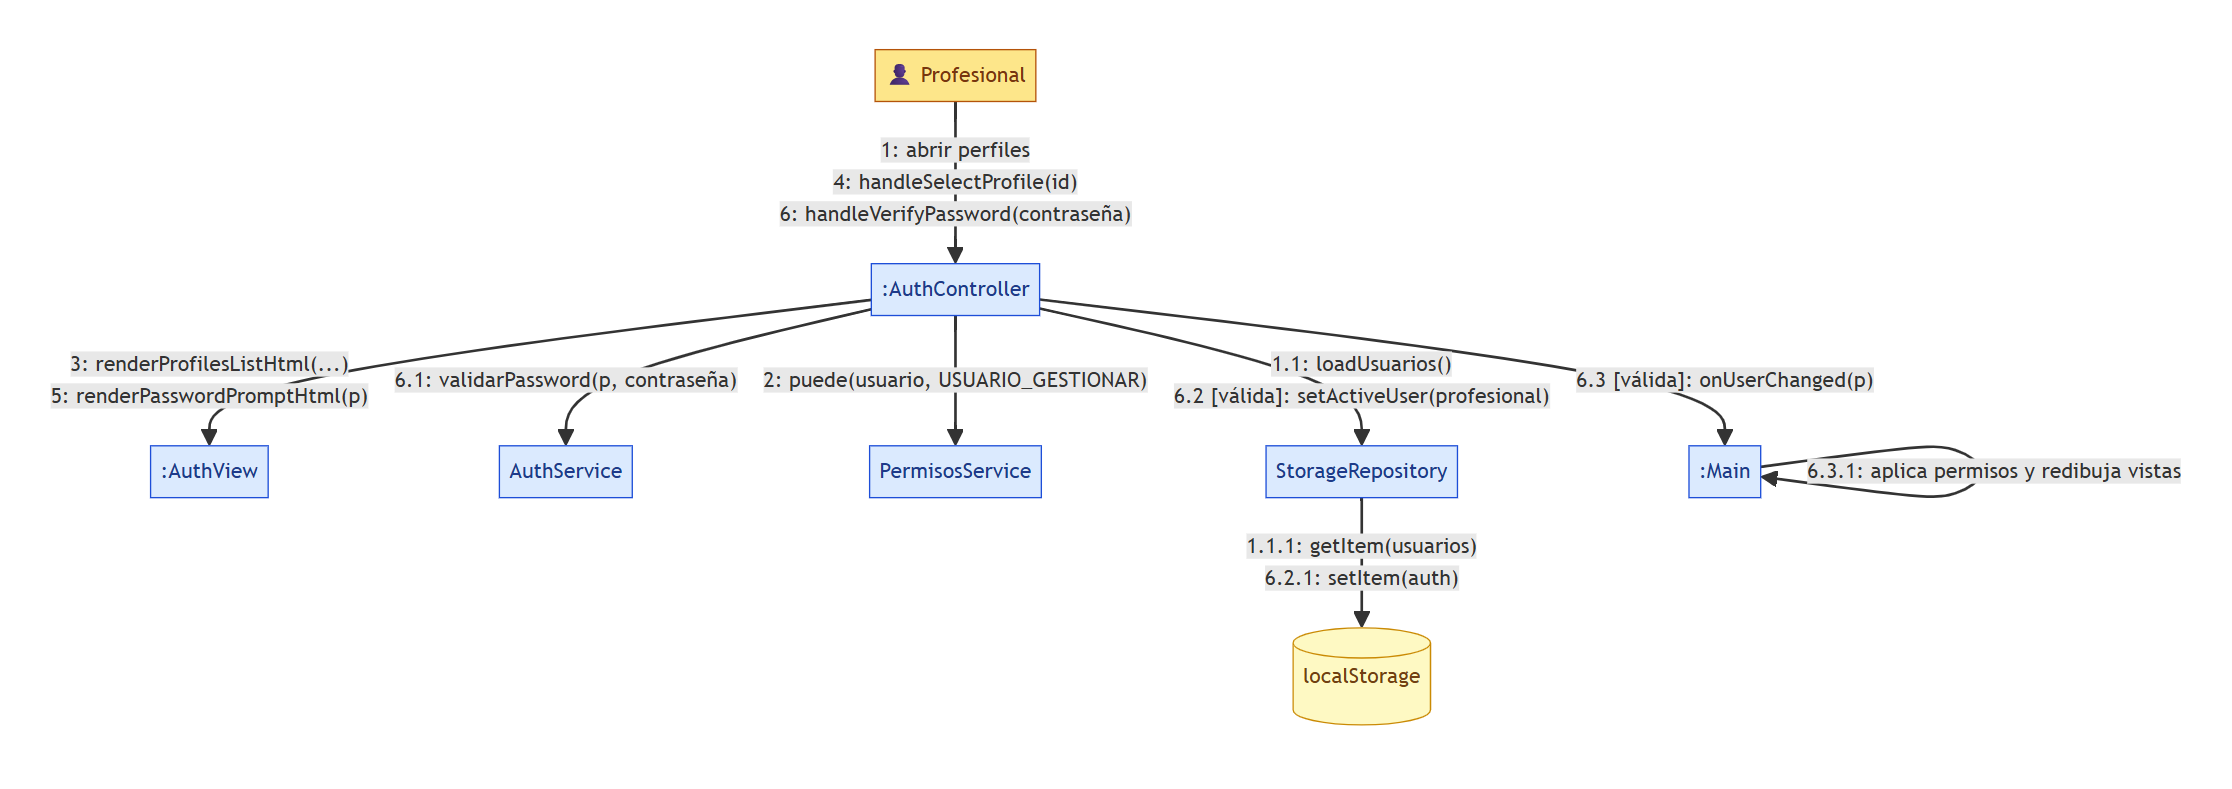 Profesional
1: abrir perfiles
4: handleSelectProfile(id)
6: handleVerifyPassword(contraseña)
:AuthController
3: renderProfilesListHtml(...)
5: renderPasswordPromptHtml(p)
6.1: validarPassword(p, contraseña)
2: puede(usuario, USUARIO_GESTIONAR)
1.1: loadUsuarios()
6.2 [válida]: setActiveUser(profesional)
6.3 [válida]: onUserChanged(p)
:AuthView
AuthService
PermisosService
StorageRepository
:Main
6.3.1: aplica permisos y redibuja vistas
1.1.1: getItem(usuarios)
6.2.1: setItem(auth)
localStorage